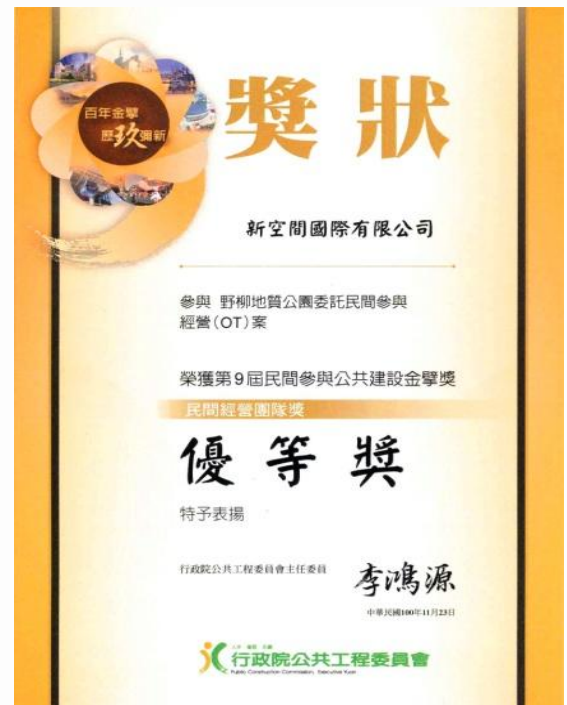 百年金擘
歷玖彌新
獎狀
新空間國際有限公司
參與 野柳地質公園委託民間參與
經營(OT)案
榮獲第9屆民間參與公共建設金擘獎
民間經營團隊獎
優等獎
特予表揚
行政院公共工程委員會主任委員
李鴻源
中華民國100年11月23日
行政院公共工程委員會
Public Construction Commission, Executive Yuan